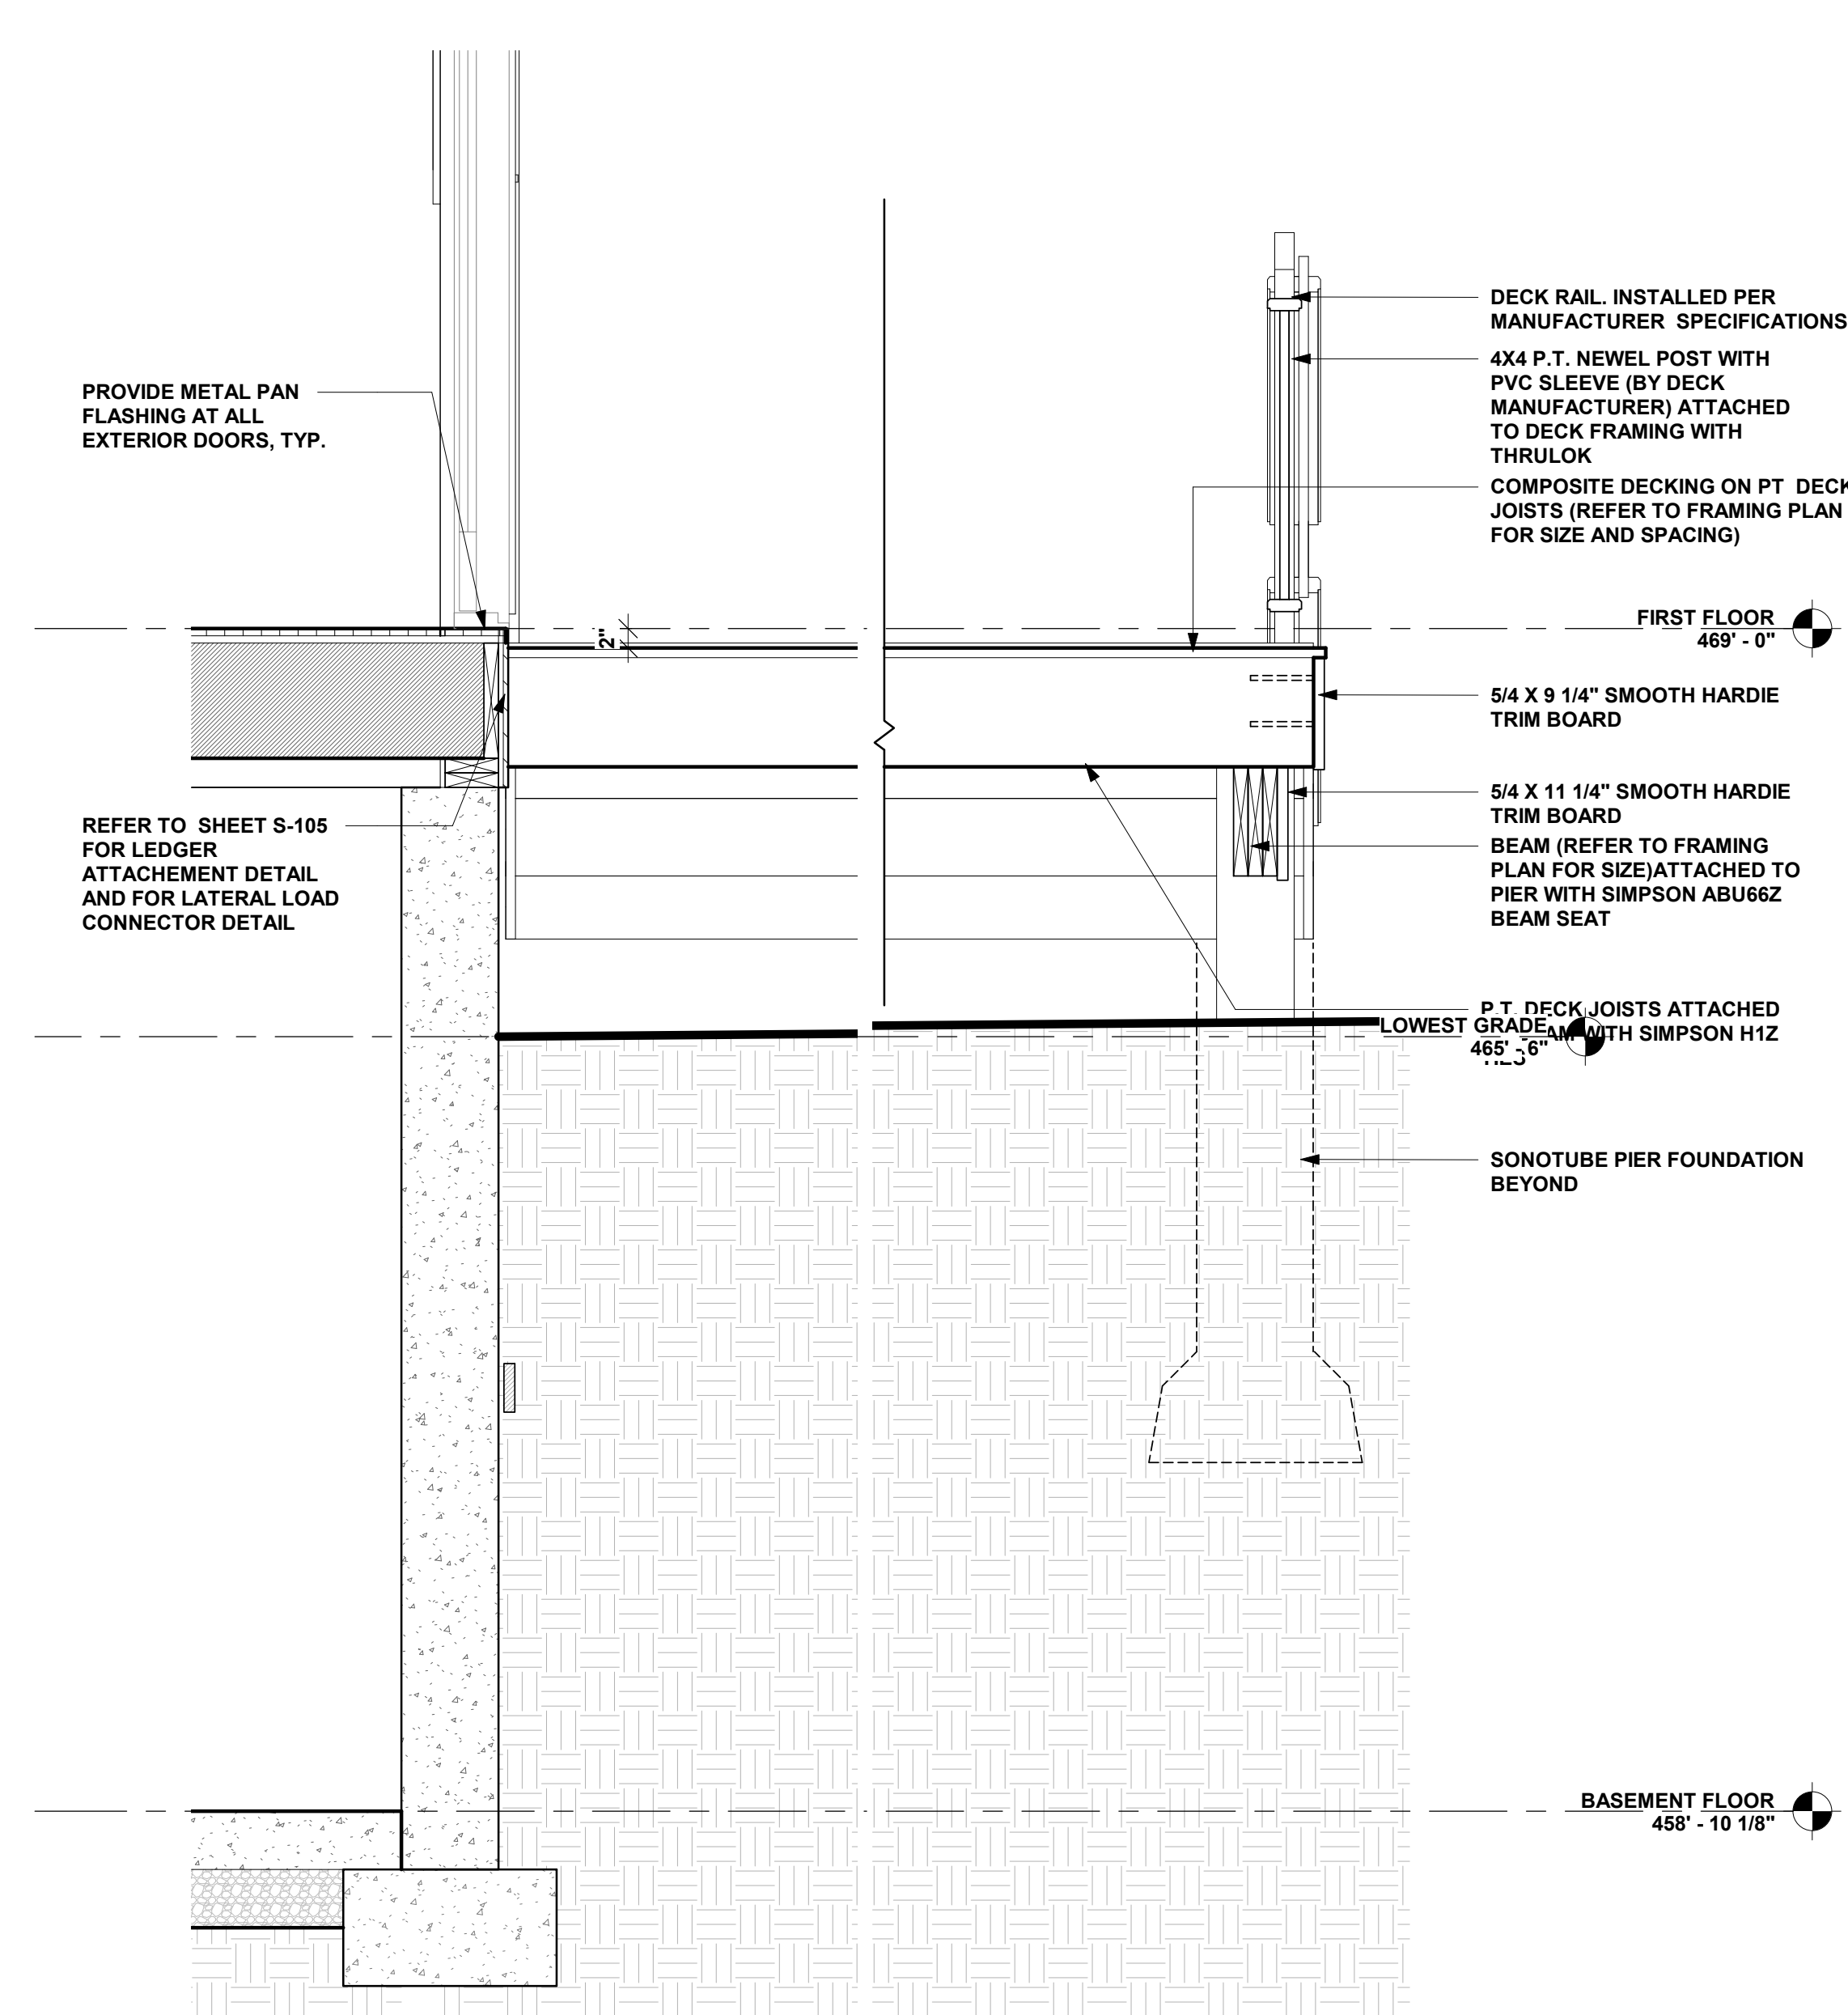 PROVIDE METAL PAN
FLASHING AT ALL
EXTERIOR DOORS, TYP.
REFER TO SHEET S-105
FOR LEDGER
ATTACHEMENT DETAIL
AND FOR LATERAL LOAD
CONNECTOR DETAIL
2"
DECK RAIL. INSTALLED PER
MANUFACTURER SPECIFICATIONS
4X4 P.T. NEWEL POST WITH
PVC SLEEVE (BY DECK
MANUFACTURER) ATTACHED
TO DECK FRAMING WITH
THRULOK
COMPOSITE DECKING ON PT DECK
JOISTS (REFER TO FRAMING PLAN
FOR SIZE AND SPACING)
FIRST FLOOR
469' - 0"
5/4 X 9 1/4" SMOOTH HARDIE
TRIM BOARD
5/4 X 11 1/4" SMOOTH HARDIE
TRIM BOARD
BEAM (REFER TO FRAMING
PLAN FOR SIZE)ATTACHED TO
PIER WITH SIMPSON ABU66Z
BEAM SEAT
P.T. DECK JOISTS ATTACHED
WITH SIMPSON H1Z
LOWEST GRADE
465' - 6"
SONOTUBE PIER FOUNDATION
BEYOND
BASEMENT FLOOR
458' - 10 1/8"